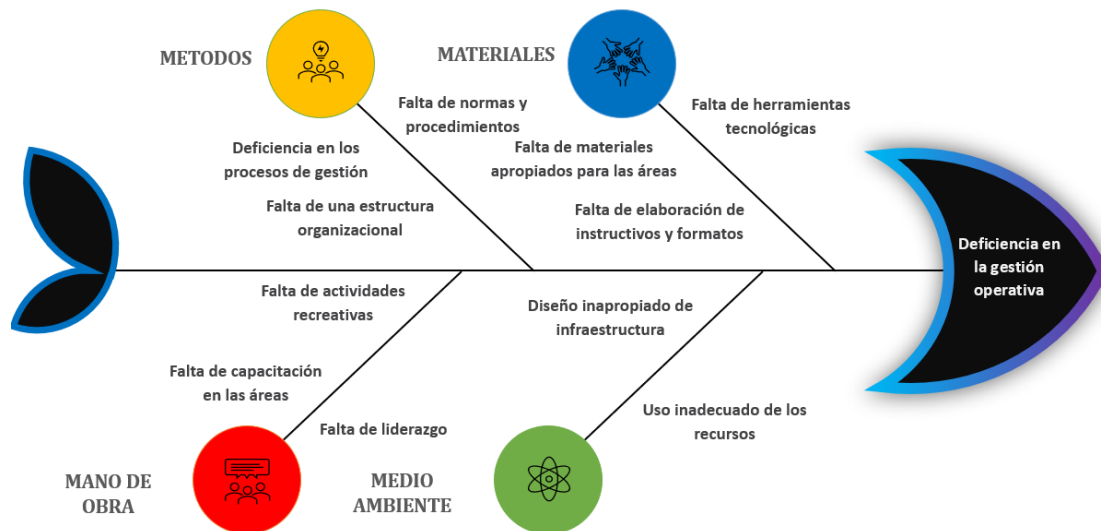 METODOS
Falta de normas y
procedimientos
Deficiencia en los
procesos de gestión
Falta de una estructura
organizacional
MATERIALES
Falta de herramientas
tecnológicas
Falta de materiales
apropiados para las áreas
Falta de elaboración de
instructivos y formatos
Deficiencia en
la gestión
operativa
Falta de actividades
recreativas
Falta de capacitación
en las áreas
Falta de liderazgo
MANO DE
OBRA
Diseño inapropiado de
infraestructura
Uso inadecuado de los
recursos
MEDIO
AMBIENTE